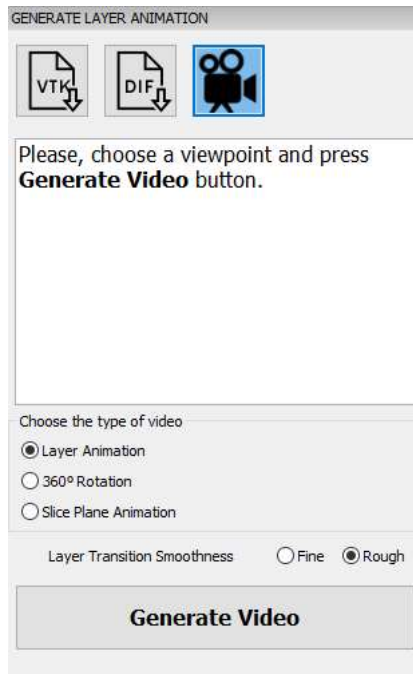 GENERATE LAYER ANIMATION
VTK DIF
Please, choose a viewpoint and press
Generate Video button.
Choose the type of video
Layer Animation
360º Rotation
Slice Plane Animation
Layer Transition Smoothness Fine Rough
Generate Video